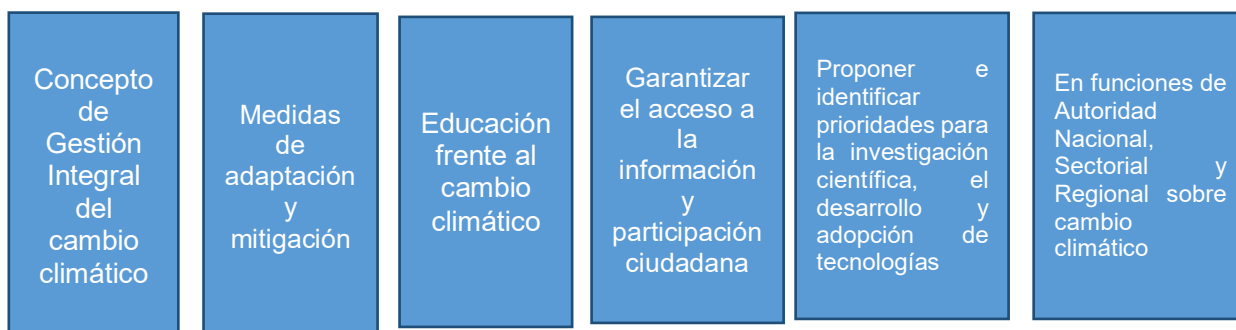 Concepto
de
Gestión
Integral
del
cambio
climático
Medidas
de
adaptación
y
mitigación
Educación
frente al
cambio
climático
Garantizar
el acceso a
la
información
y
participación
ciudadana
Proponer e
identificar
prioridades para
la investigación
científica, el
desarrollo y
adopción de
tecnologías
En funciones de
Autoridad
Nacional,
Sectorial y
Regional sobre
cambio
climático